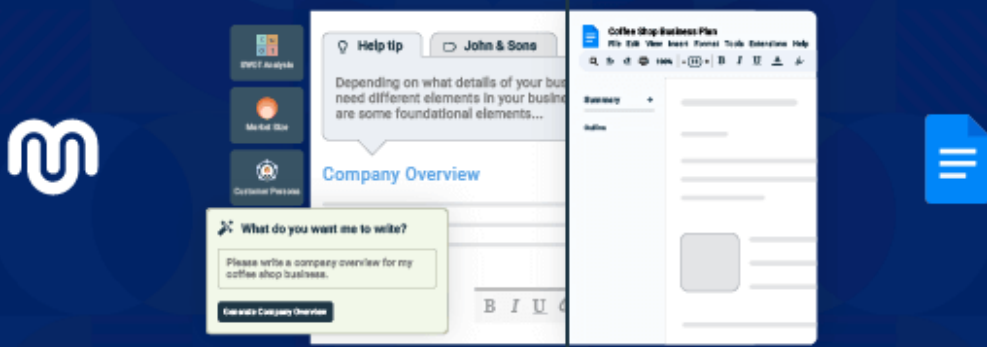 SWOT Analysis
Market Size
Customer Persona
Help tip
John & Sons
Depending on what details of your bus
need different elements in your busine
are some foundational elements...
Company Overview
What do you want me to write?
Please write a company overview for my
coffee shop business.
Generate Company Overview
B I U
Coffee Shop Business Plan
File Edit View Insert Format Tools Extensions Help
100% - 11 + B I U A
Summary +
Outline